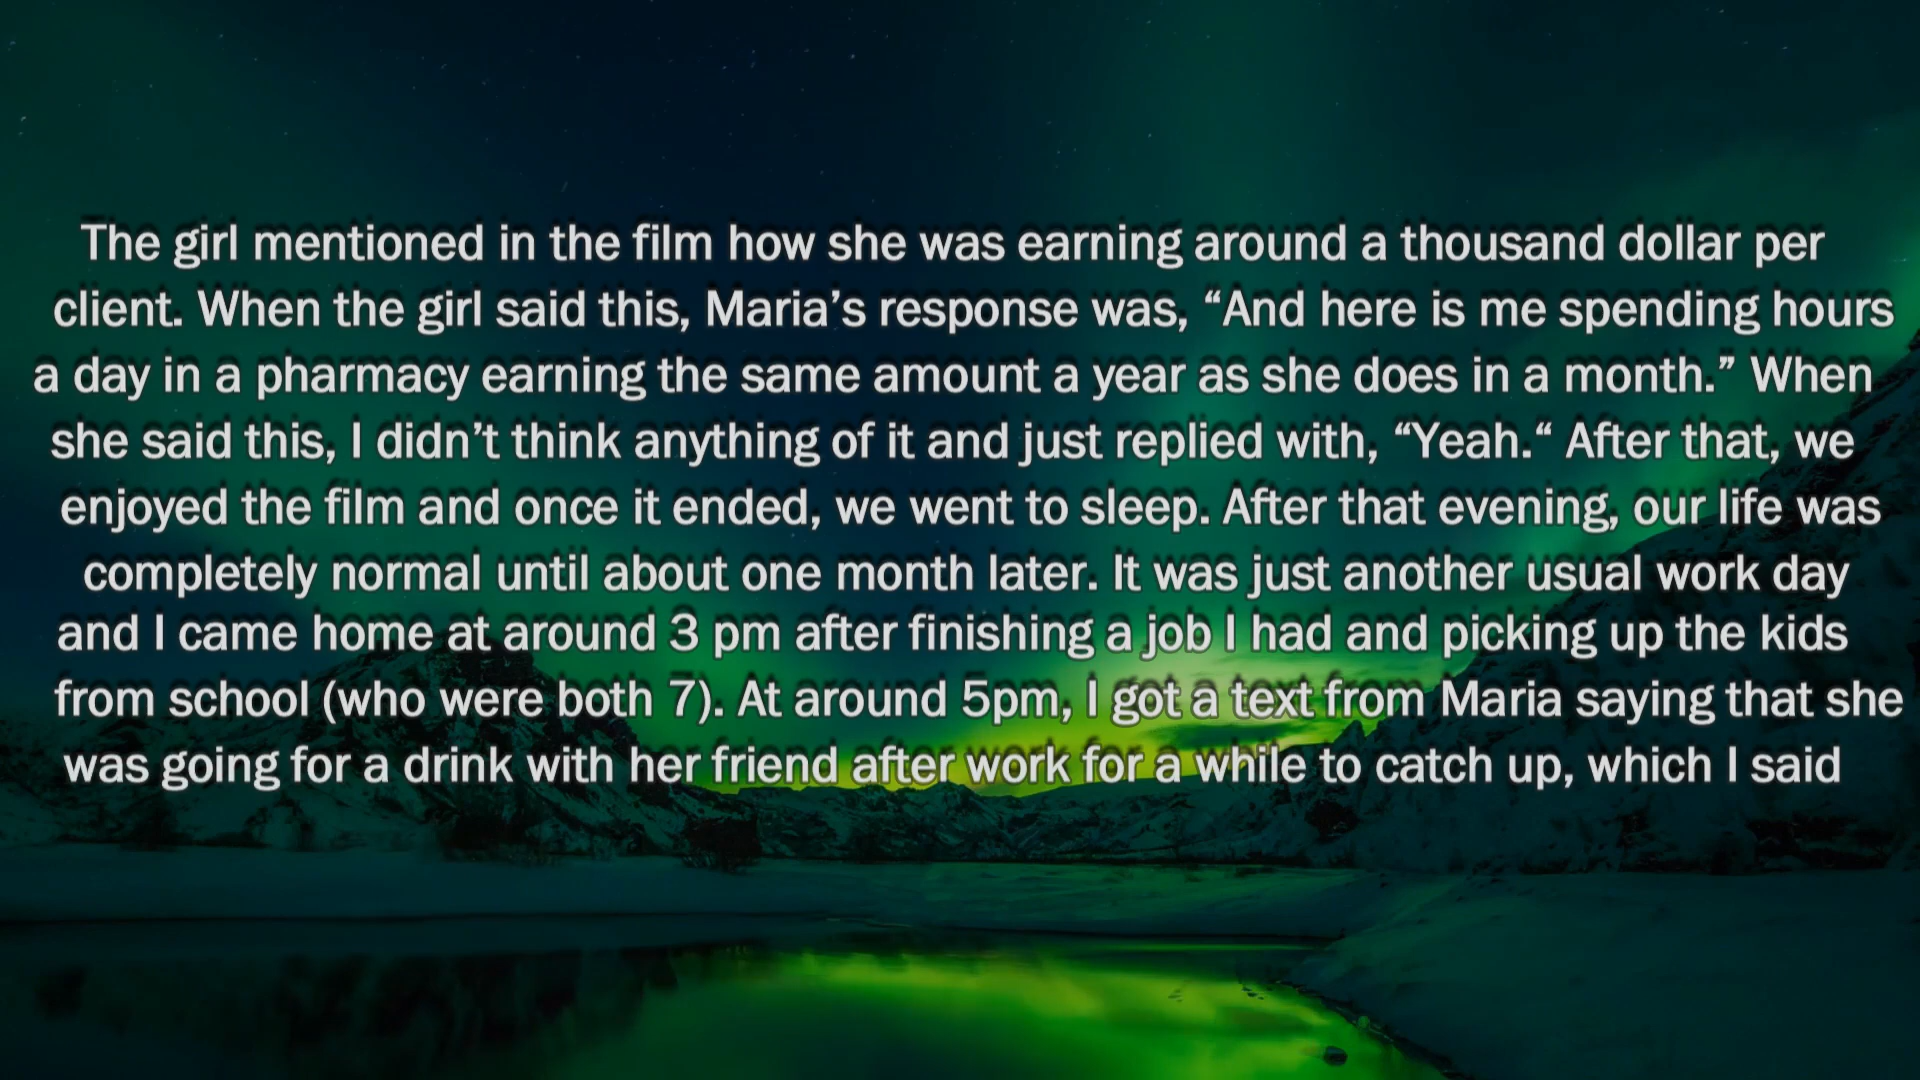 The girl mentioned in the film how she was earning around a thousand dollar per
client. When the girl said this, Maria’s response was, “And here is me spending hours
a day in a pharmacy earning the same amount a year as she does in a month.” When
she said this, I didn’t think anything of it and just replied with, “Yeah.“ After that, we
enjoyed the film and once it ended, we went to sleep. After that evening, our life was
completely normal until about one month later. It was just another usual work day
and I came home at around 3 pm after finishing a job I had and picking up the kids
from school (who were both 7). At around 5pm, I got a text from Maria saying that she
was going for a drink with her friend after work for a while to catch up, which I said